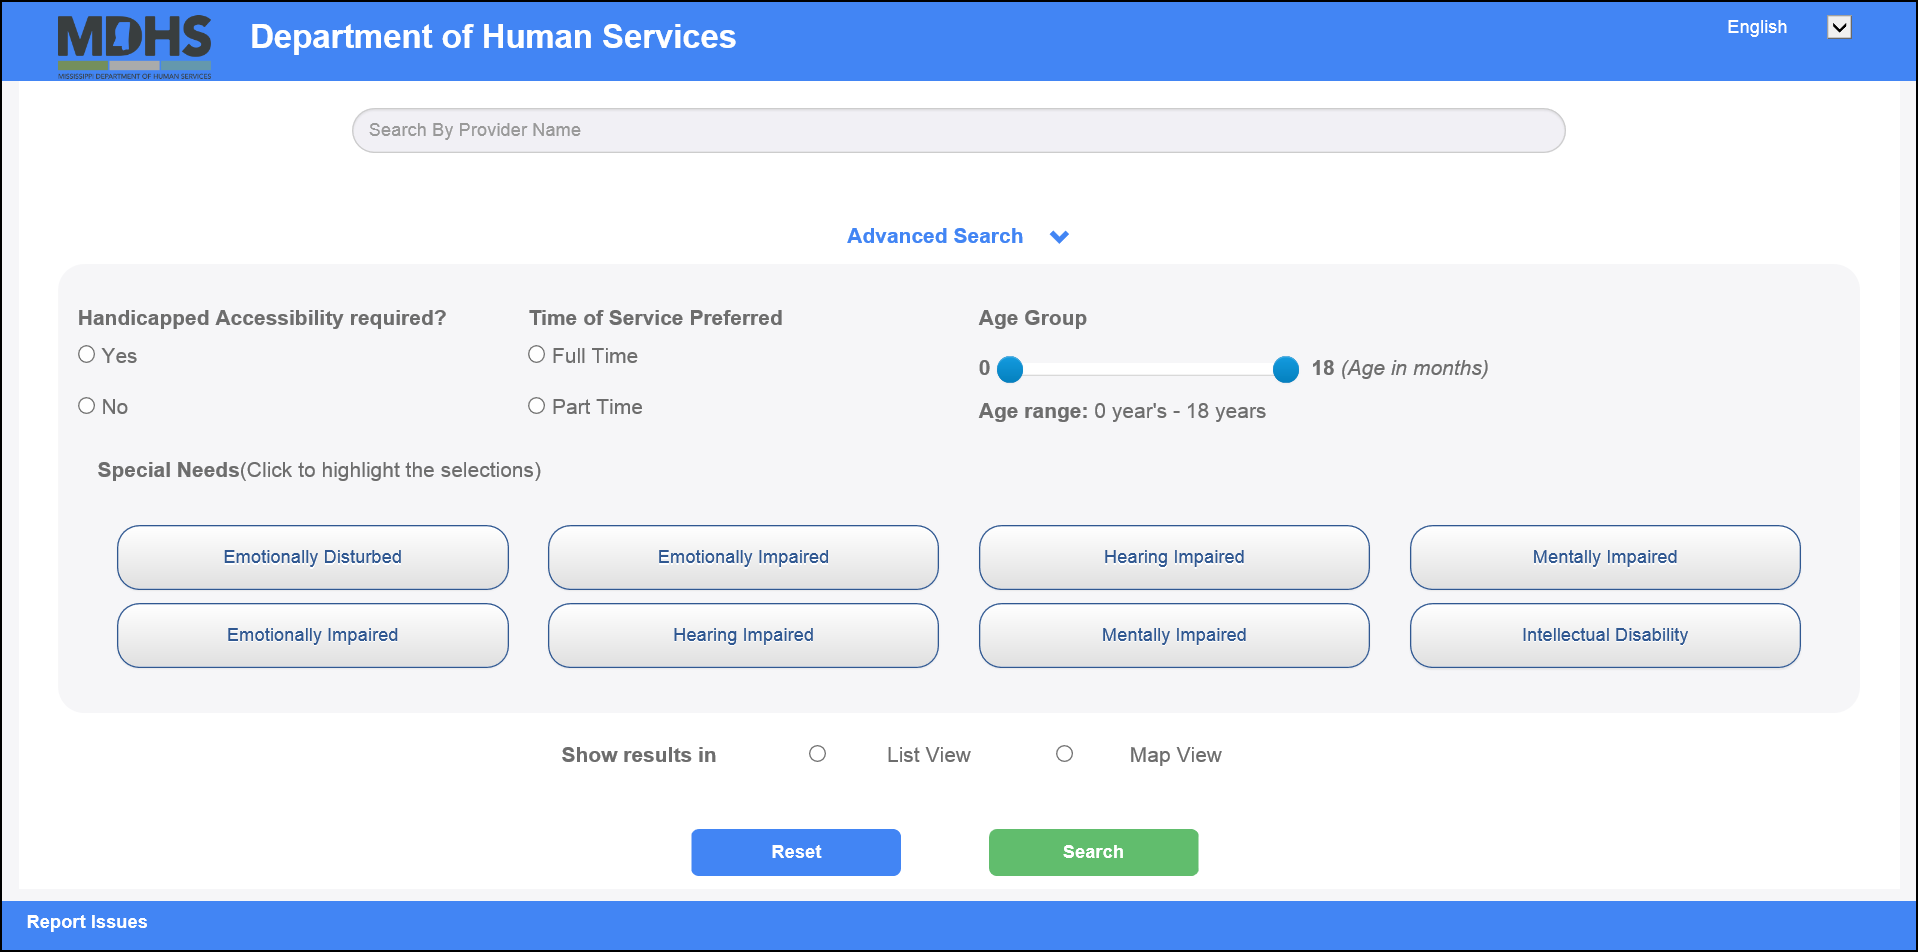 MDHS
MISSISSIPPI DEPARTMENT OF HUMAN SERVICES
Department of Human Services
English
Search By Provider Name
Advanced Search
Handicapped Accessibility required?
Yes
No
Time of Service Preferred
Full Time
Part Time
Age Group
0 18 (Age in months)
Age range: 0 year's - 18 years
Special Needs(Click to highlight the selections)
Emotionally Disturbed
Emotionally Impaired
Hearing Impaired
Mentally Impaired
Emotionally Impaired
Hearing Impaired
Mentally Impaired
Intellectual Disability
Show results in List View Map View
Reset
Search
Report Issues